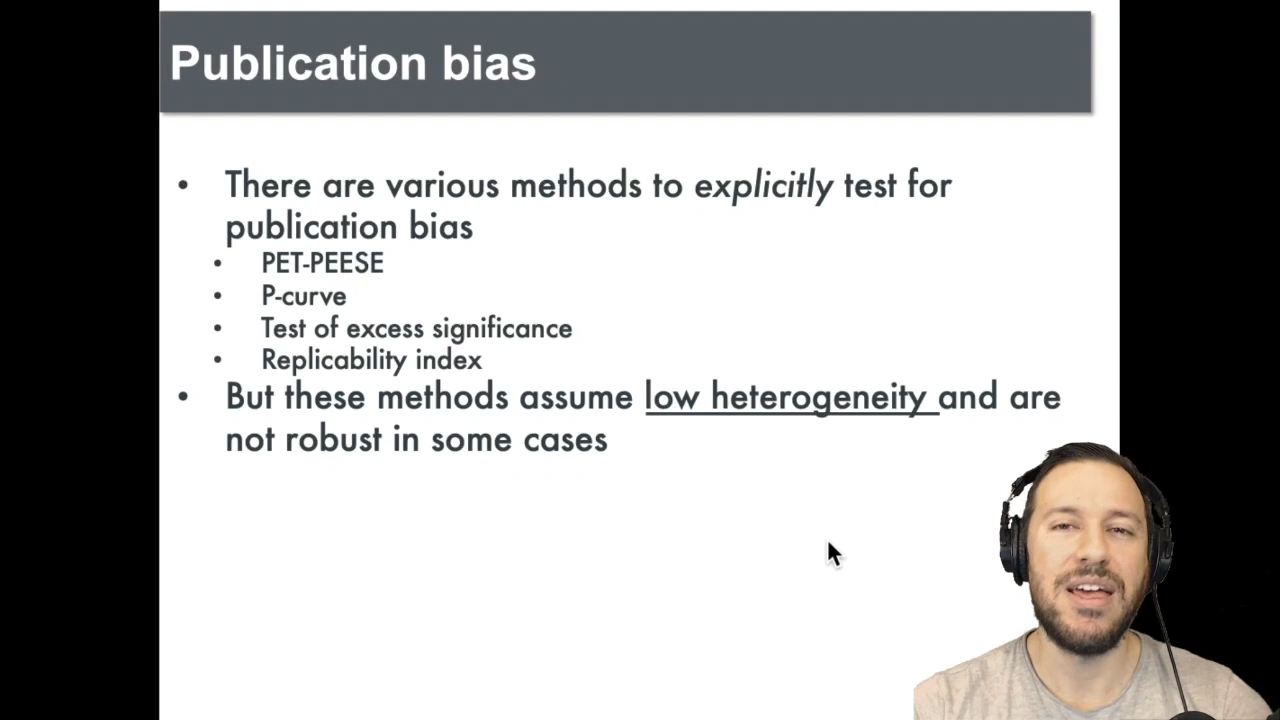 Publication bias
• There are various methods to explicitly test for
publication bias
• PET-PEESE
• P-curve
• Test of excess significance
• Replicability index
• But these methods assume low heterogeneity and are
not robust in some cases